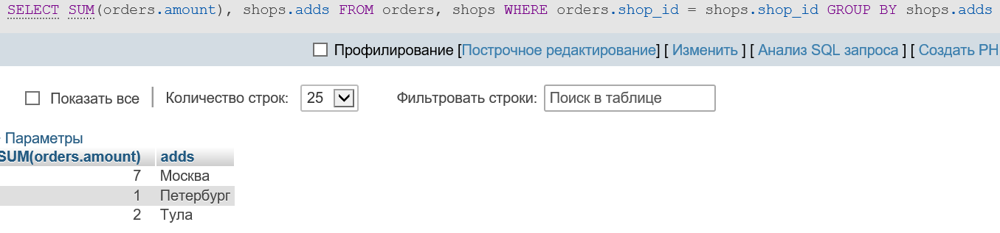 SELECT SUM(orders.amount), shops.adds FROM orders, shops WHERE orders.shop_id = shops.shop_id GROUP BY shops.adds
Профилирование [Построчное редактирование] [ Изменить ] [ Анализ SQL запроса ] [ Создать PH
Показать все Количество строк: 25 Фильтровать строки: Поиск в таблице
Параметры
SUM(orders.amount) adds
7 Москва
1 Петербург
2 Тула